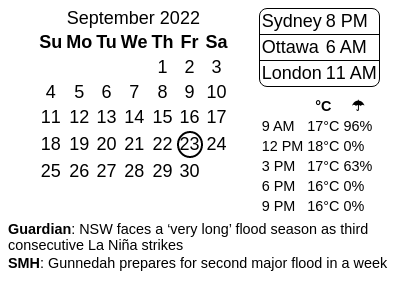 September 2022
Su Mo Tu We Th Fr Sa
1 2 3
4 5 6 7 8 9 10
11 12 13 14 15 16 17
18 19 20 21 22 23 24
25 26 27 28 29 30
Sydney 8 PM
Ottawa 6 AM
London 11 AM
°C ☂
9 AM 17°C 96%
12 PM 18°C 0%
3 PM 17°C 63%
6 PM 16°C 0%
9 PM 16°C 0%
Guardian: NSW faces a ‘very long’ flood season as third
consecutive La Niña strikes
SMH: Gunnedah prepares for second major flood in a week